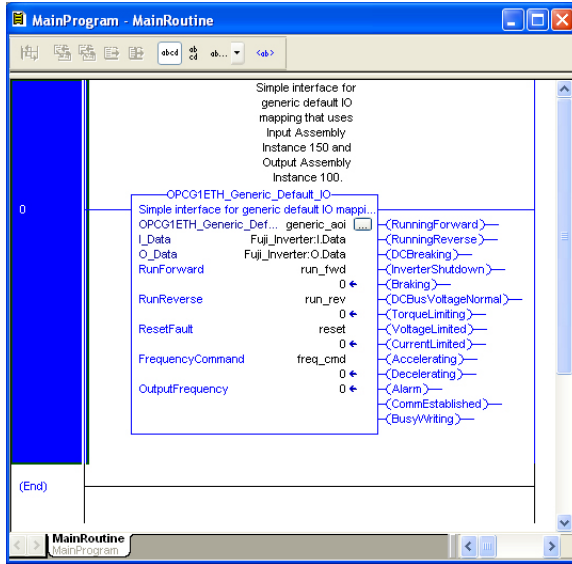 MainProgram - MainRoutine
abcd
ab
cd
ab...
<ab>
Simple interface for
generic default IO
mapping that uses
Input Assembly
Instance 150 and
Output Assembly
Instance 100.
0
OPCG1ETH_Generic_Default_IO
Simple interface for generic default IO mappi...
OPCG1ETH_Generic_Def... generic_aoi ...
I_Data Fuji_Inverter:I.Data
O_Data Fuji_Inverter:O.Data
RunForward run_fwd
0
RunReverse run_rev
0
ResetFault reset
0
FrequencyCommand freq_cmd
0
OutputFrequency 0
RunningForward
RunningReverse
DCBreaking
InverterShutdown
Braking
DCBusVoltageNormal
TorqueLimiting
VoltageLimited
CurrentLimited
Accelerating
Decelerating
Alarm
CommEstablished
BusyWriting
(End)
MainRoutine
MainProgram